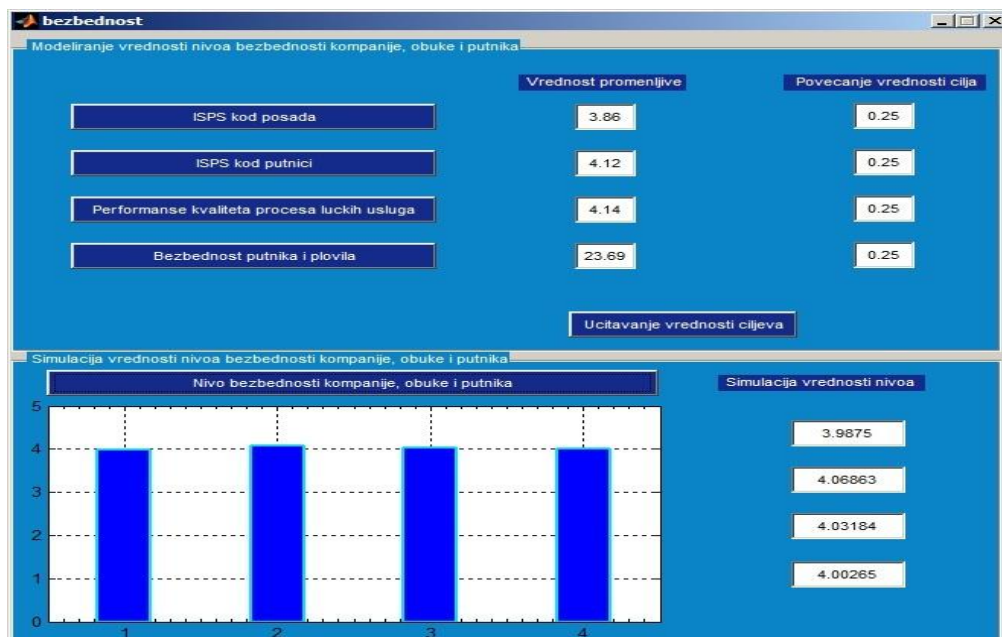 bezbednost
Modeliranje vrednosti nivoa bezbednosti kompanije, obuke i putnika
Vrednost promenljive
Povecanje vrednosti cilja
ISPS kod posada
3.86
0.25
ISPS kod putnici
4.12
0.25
Performanse kvaliteta procesa luckih usluga
4.14
0.25
Bezbednost putnika i plovila
23.69
0.25
Ucitavanje vrednosti ciljeva
Simulacija vrednosti nivoa bezbednosti kompanije, obuke i putnika
Nivo bezbednosti kompanije, obuke i putnika
Simulacija vrednosti nivoa
5
4
3
2
1
0
1 2 3 4
3.9875
4.06863
4.03184
4.00265